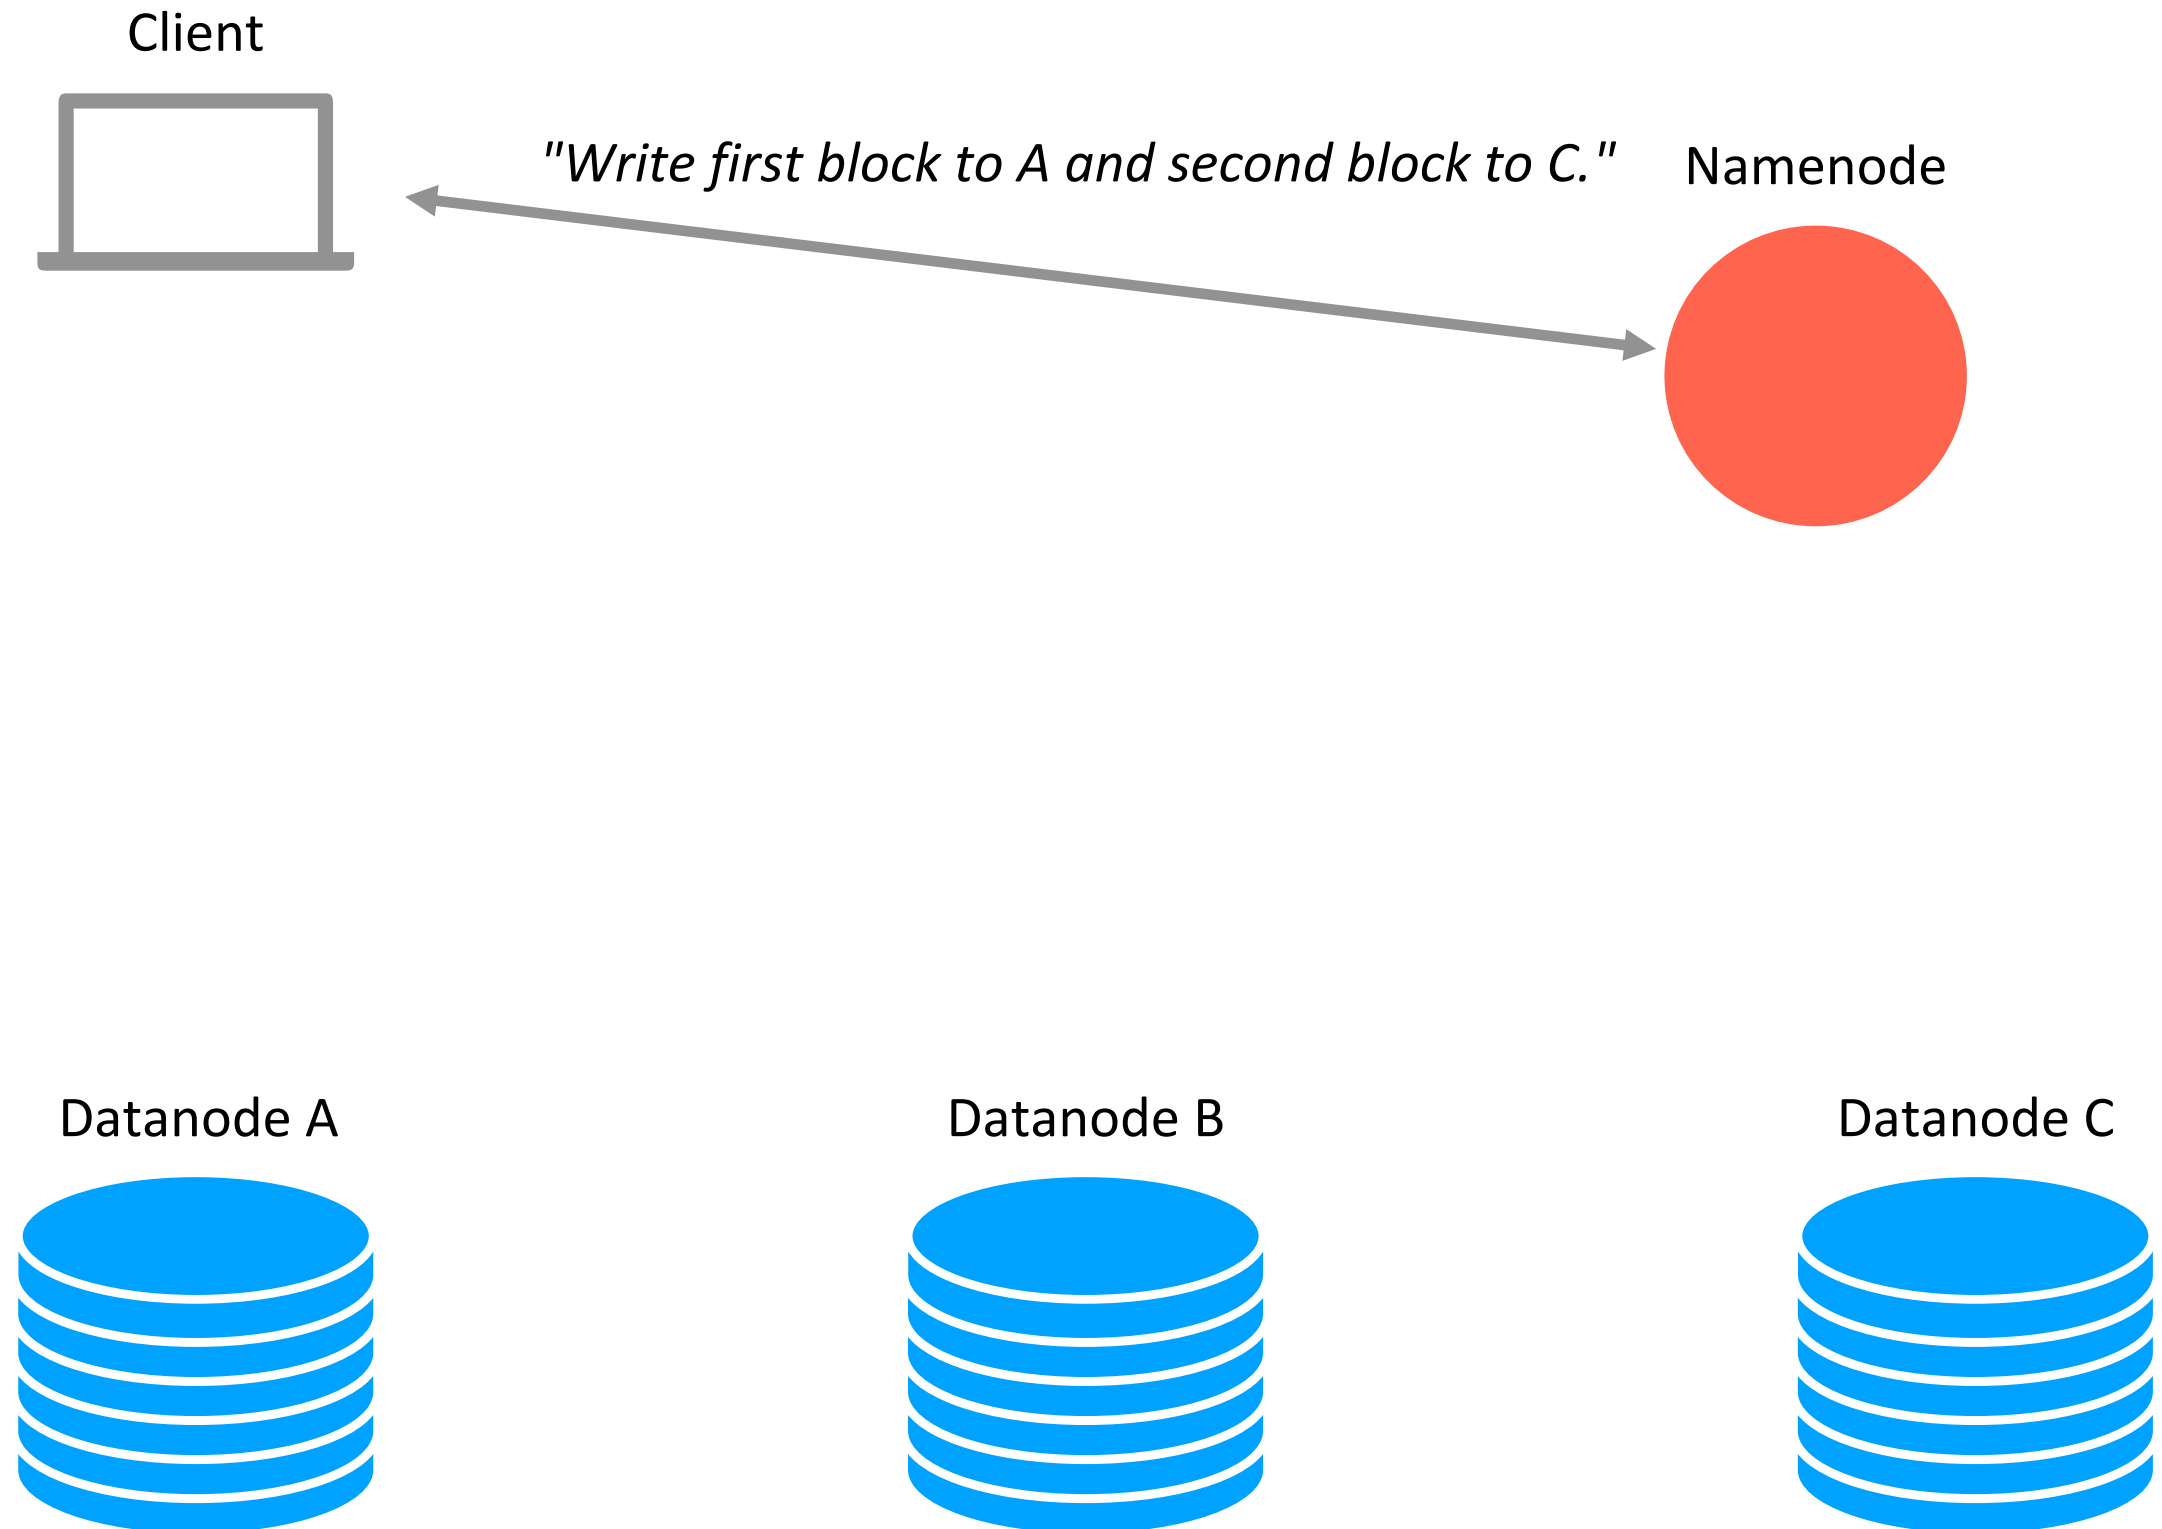 Client
"Write first block to A and second block to C."
Namenode
Datanode A
Datanode B
Datanode C